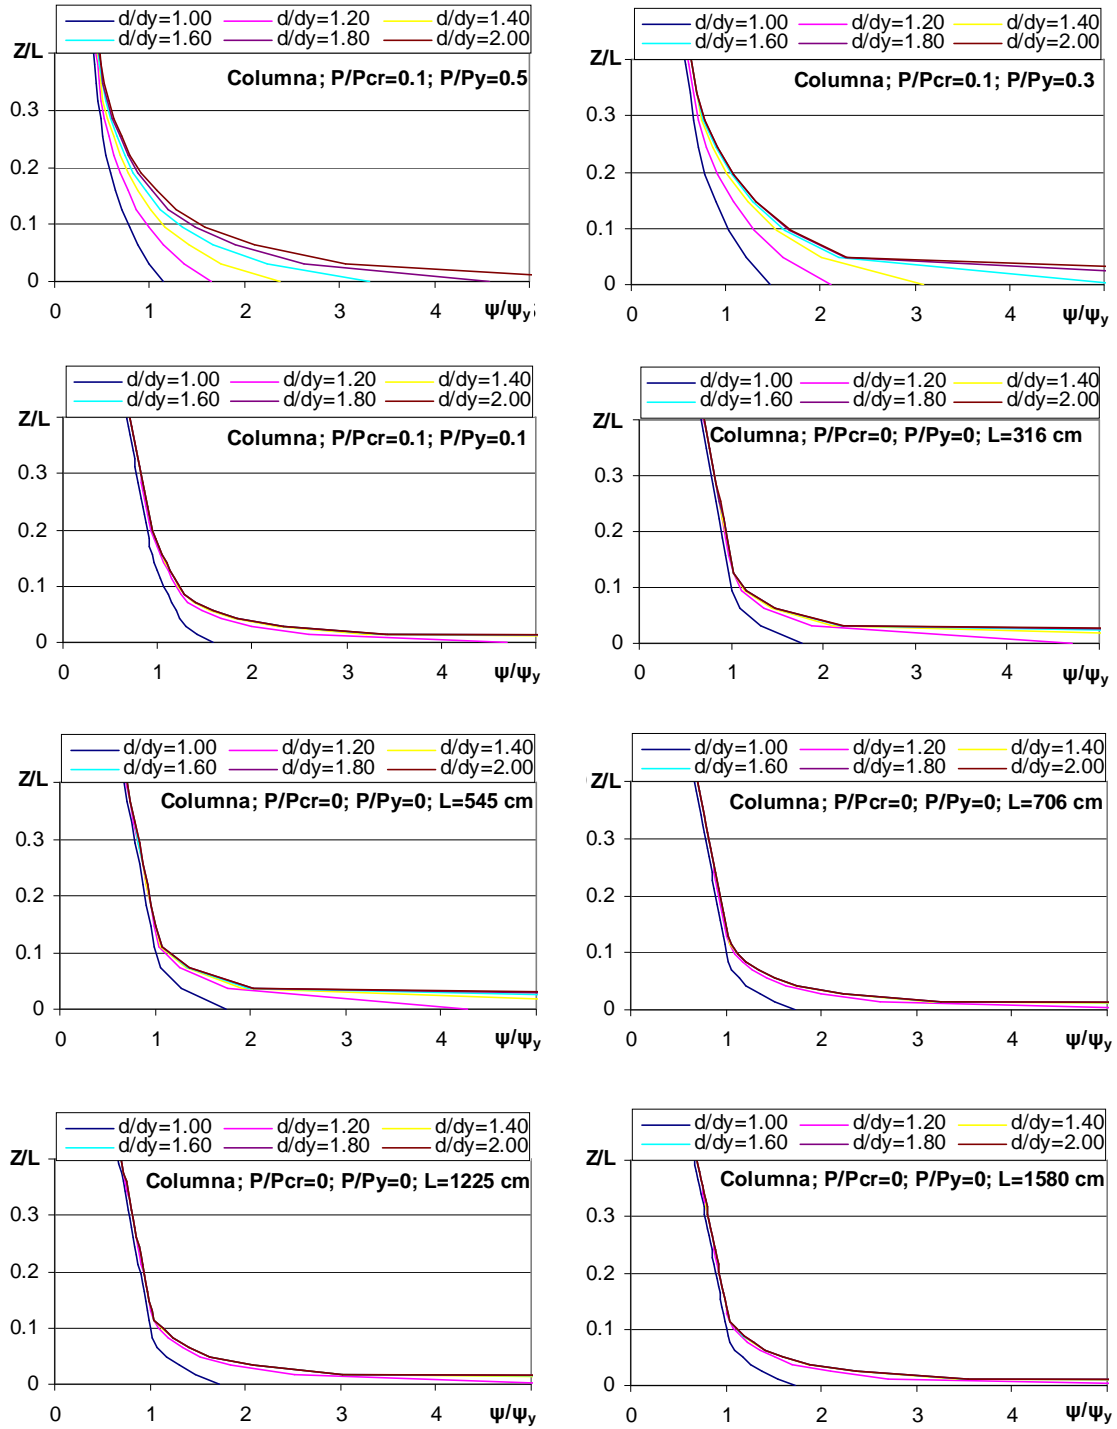 d/dy=1.00 d/dy=1.20 d/dy=1.40
d/dy=1.60 d/dy=1.80 d/dy=2.00
Z/L
Columna; P/Pcr=0.1; P/Py=0.5
0.3
0.2
0.1
0
0 1 2 3 4 ψ/ψy
d/dy=1.00 d/dy=1.20 d/dy=1.40
d/dy=1.60 d/dy=1.80 d/dy=2.00
Z/L
Columna; P/Pcr=0.1; P/Py=0.3
0.3
0.2
0.1
0
0 1 2 3 4 ψ/ψy
d/dy=1.00 d/dy=1.20 d/dy=1.40
d/dy=1.60 d/dy=1.80 d/dy=2.00
Z/L
Columna; P/Pcr=0.1; P/Py=0.1
0.3
0.2
0.1
0
0 1 2 3 4 ψ/ψy
d/dy=1.00 d/dy=1.20 d/dy=1.40
d/dy=1.60 d/dy=1.80 d/dy=2.00
Z/L
Columna; P/Pcr=0; P/Py=0; L=316 cm
0.3
0.2
0.1
0
0 1 2 3 4 ψ/ψy
d/dy=1.00 d/dy=1.20 d/dy=1.40
d/dy=1.60 d/dy=1.80 d/dy=2.00
Z/L
Columna; P/Pcr=0; P/Py=0; L=545 cm
0.3
0.2
0.1
0
0 1 2 3 4 ψ/ψy
d/dy=1.00 d/dy=1.20 d/dy=1.40
d/dy=1.60 d/dy=1.80 d/dy=2.00
Z/L
Columna; P/Pcr=0; P/Py=0; L=706 cm
0.3
0.2
0.1
0
0 1 2 3 4 ψ/ψy
d/dy=1.00 d/dy=1.20 d/dy=1.40
d/dy=1.60 d/dy=1.80 d/dy=2.00
Z/L
Columna; P/Pcr=0; P/Py=0; L=1225 cm
0.3
0.2
0.1
0
0 1 2 3 4 ψ/ψy
d/dy=1.00 d/dy=1.20 d/dy=1.40
d/dy=1.60 d/dy=1.80 d/dy=2.00
Z/L
Columna; P/Pcr=0; P/Py=0; L=1580 cm
0.3
0.2
0.1
0
0 1 2 3 4 ψ/ψy